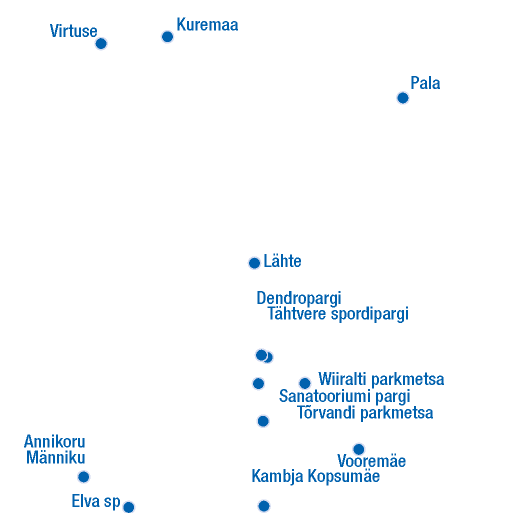 Kuremaa
Virtuse
Pala
Lähte
Dendropargi
Tähtvere spordipargi
Wiiralti parkmetsa
Sanatooriumi pargi
Tõrvandi parkmetsa
Annikoru
Männiku
Vooremäe
Kambja Kopsumäe
Elva sp